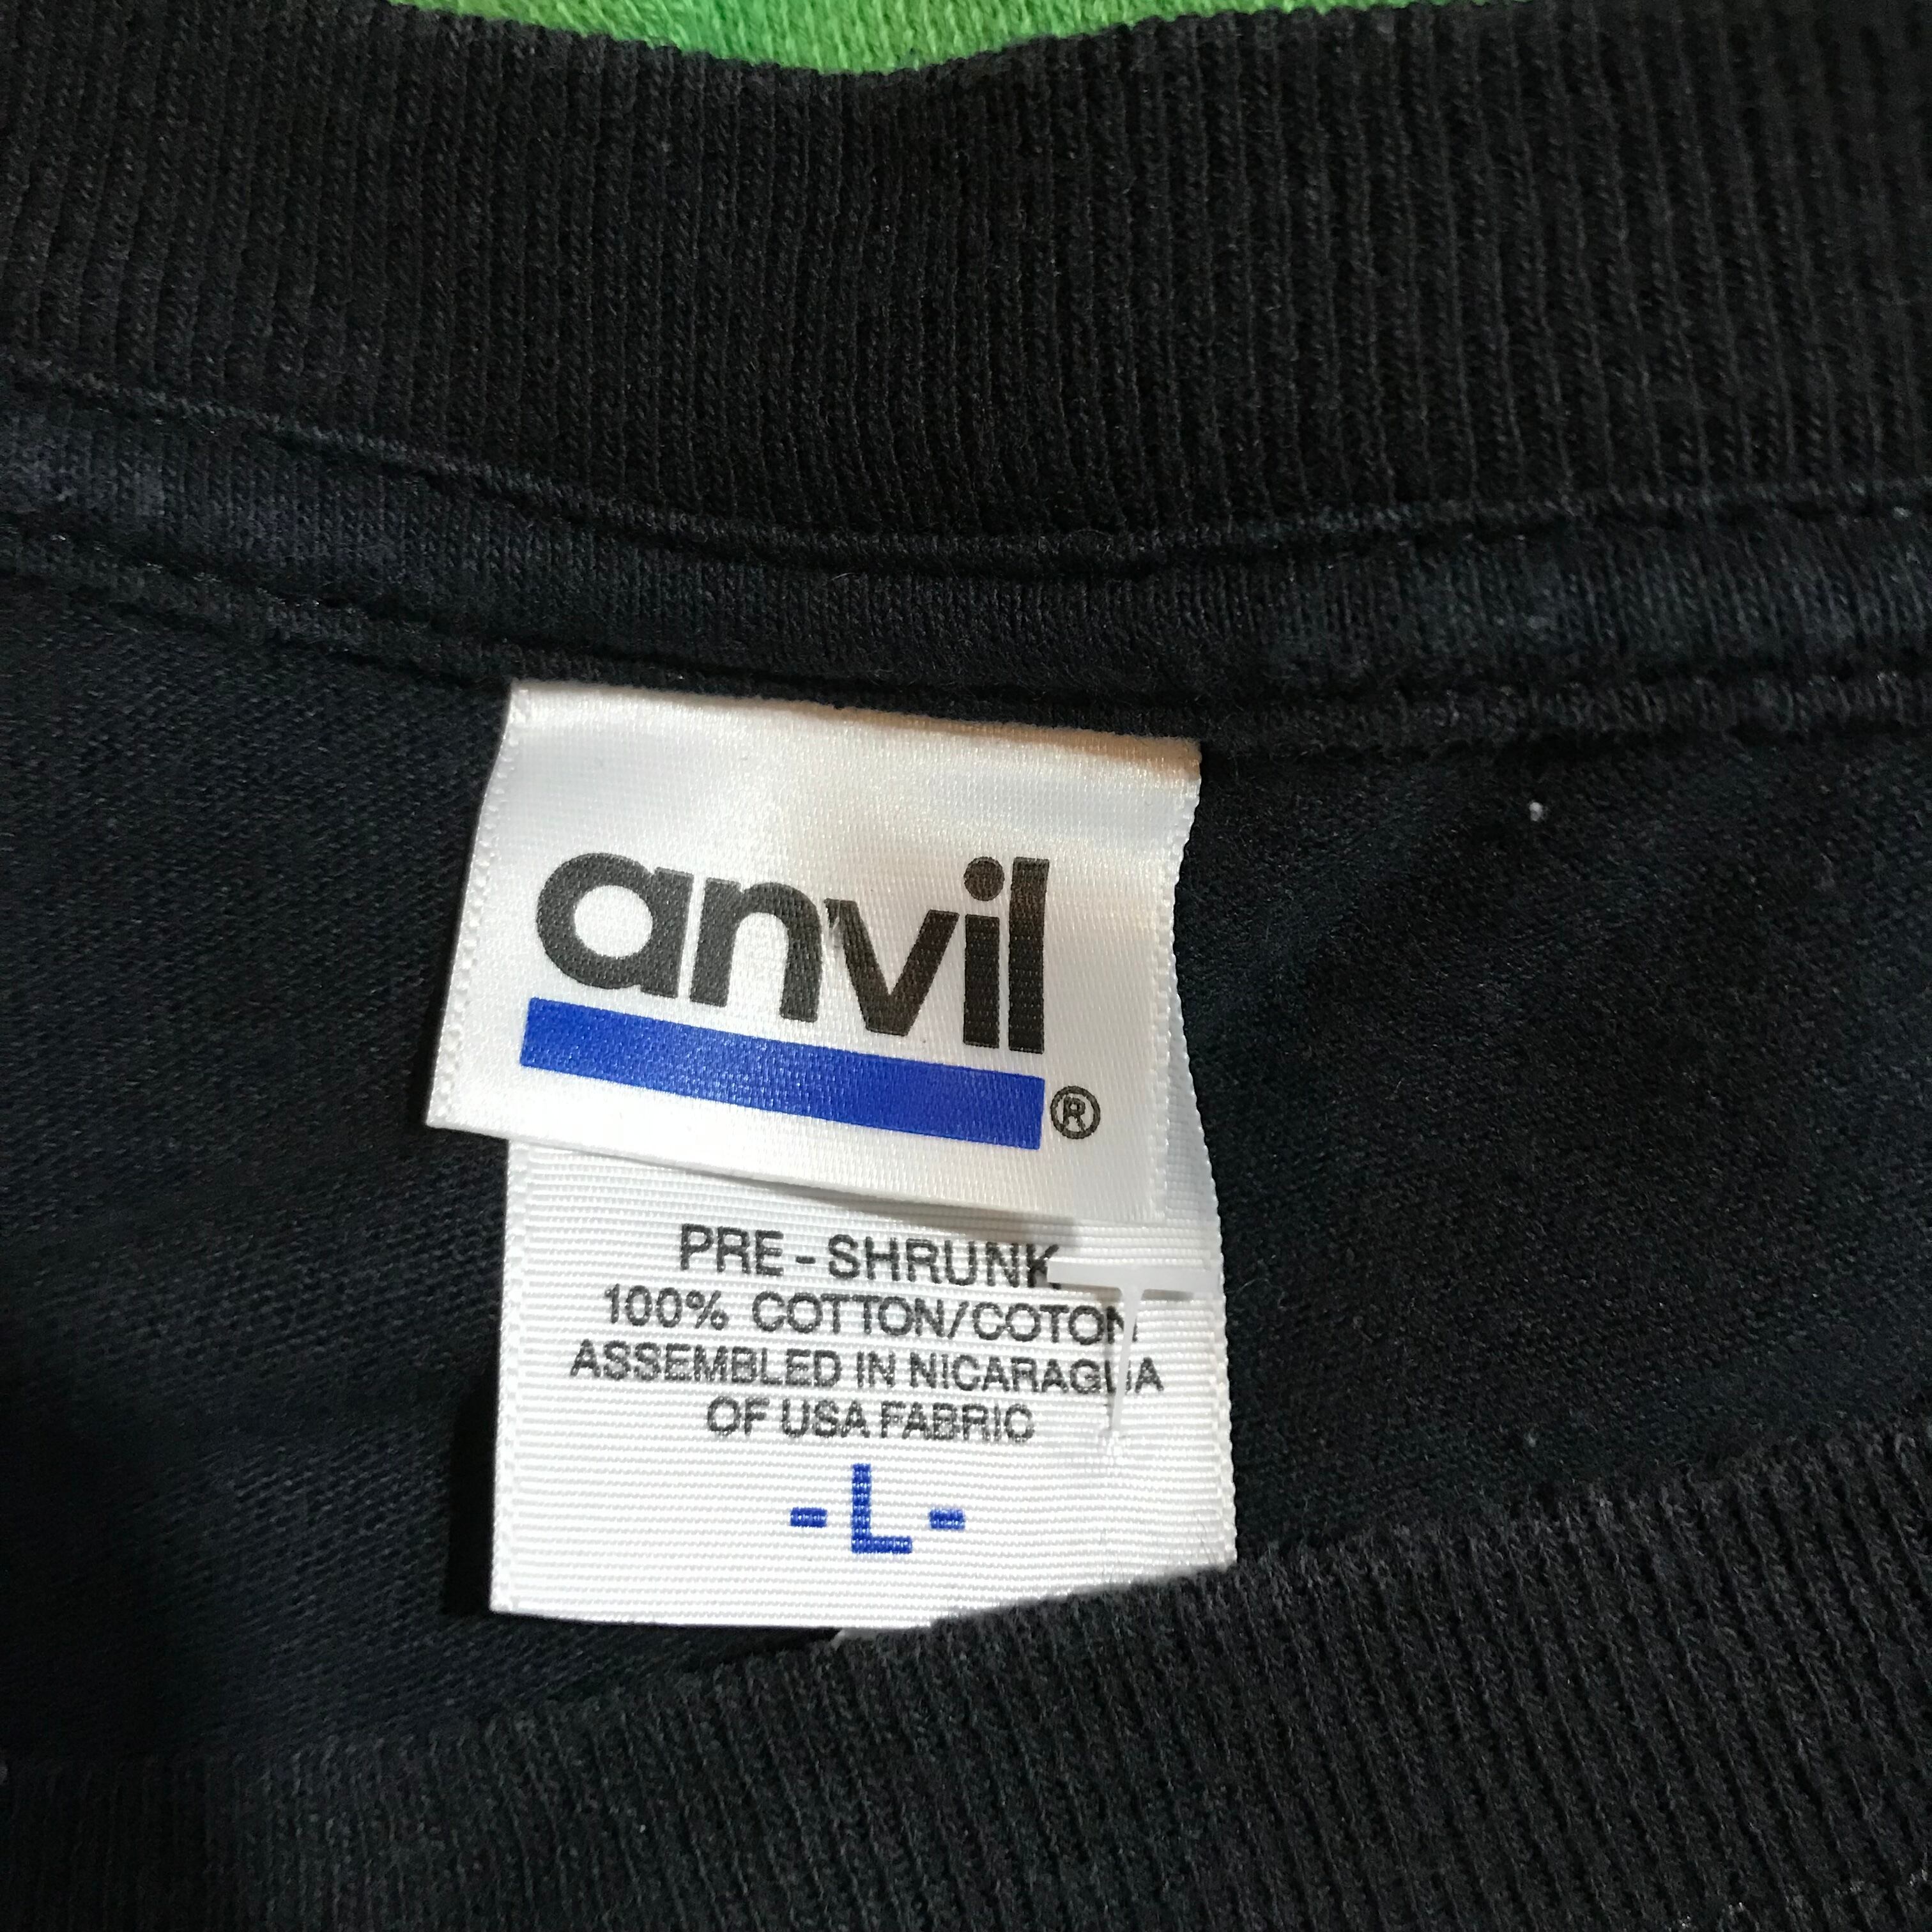 anvil
®
PRE-SHRUNK
100% COTTON/COTON
ASSEMBLED IN NICARAGUA
OF USA FABRIC
-L-